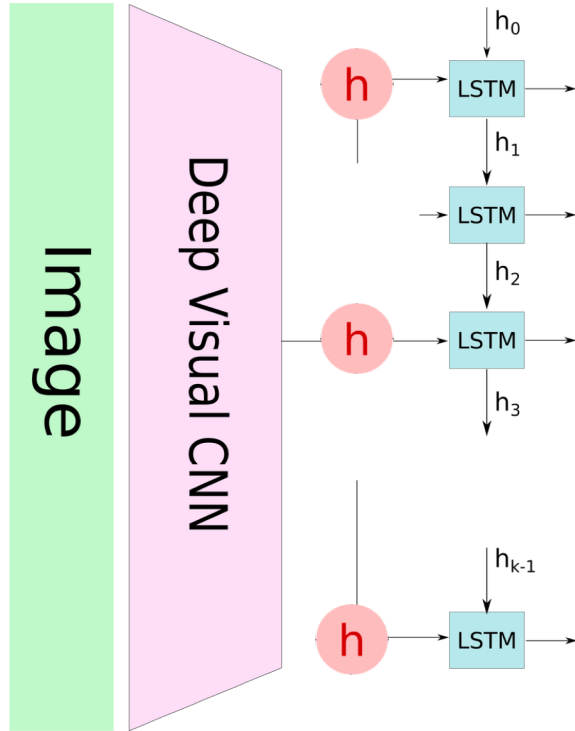 Image
Deep Visual CNN
h₀
h
LSTM
h₁
LSTM
h₂
h
LSTM
h₃
hₖ₋₁
h
LSTM